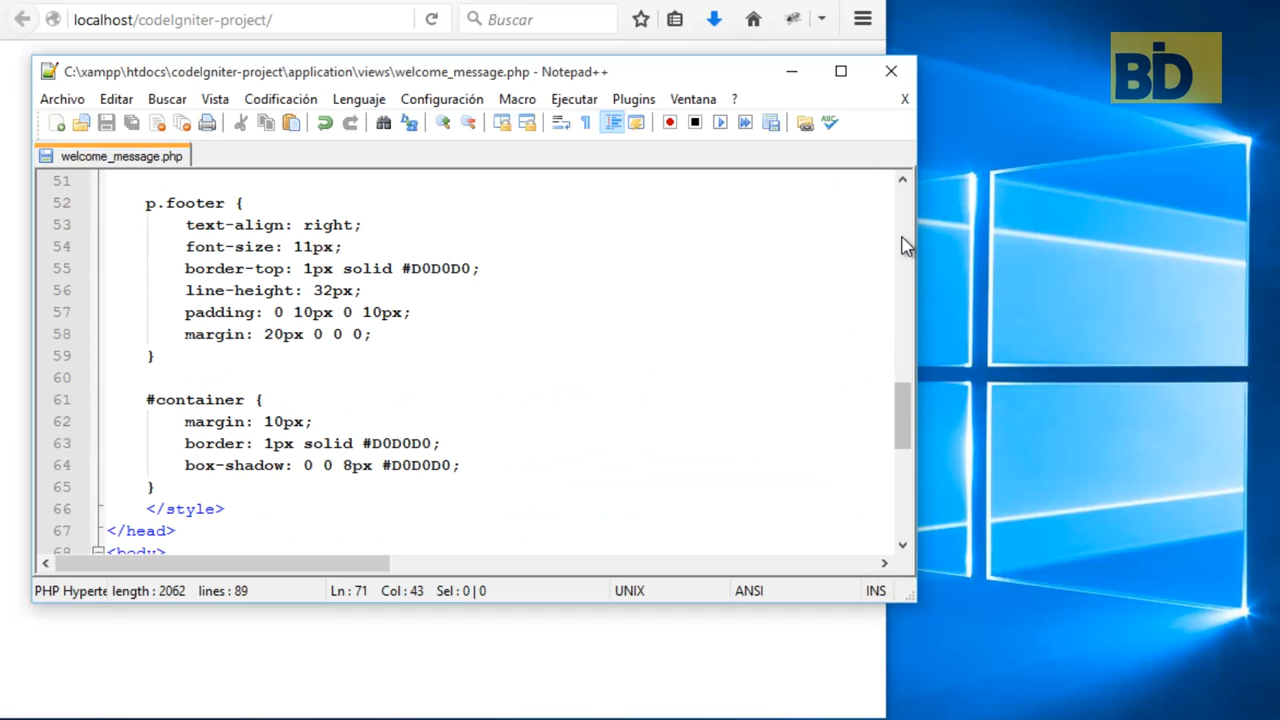 localhost/codeIgniter-project/
Buscar
BiD
C:\xampp\htdocs\codeIgniter-project\application\views\welcome_message.php - Notepad++
Archivo Editar Buscar Vista Codificación Lenguaje Configuración Macro Ejecutar Plugins Ventana ? X
ABC
welcome_message.php
51
52 p.footer {
53 text-align: right;
54 font-size: 11px;
55 border-top: 1px solid #D0D0D0;
56 line-height: 32px;
57 padding: 0 10px 0 10px;
58 margin: 20px 0 0 0;
59 }
60
61 #container {
62 margin: 10px;
63 border: 1px solid #D0D0D0;
64 box-shadow: 0 0 8px #D0D0D0;
65 }
66 </style>
67 </head>
68 <body>
PHP Hyperte length : 2062 lines : 89 Ln : 71 Col : 43 Sel : 0 | 0 UNIX ANSI INS